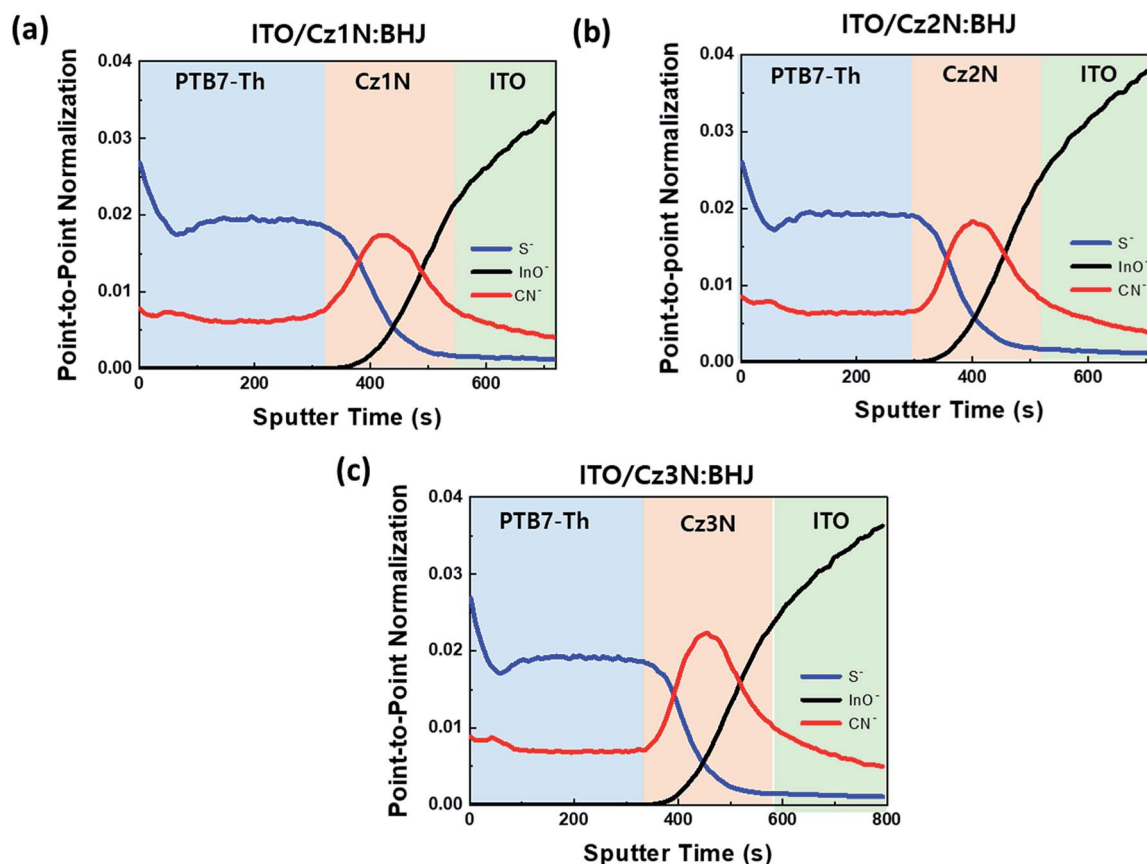 (a)
ITO/Cz1N:BHJ
PTB7-Th Cz1N ITO
0.04
0.03
0.02
0.01
0.00
Point-to-Point Normalization
S⁻
InO⁻
CN⁻
0 200 400 600
Sputter Time (s)
(b)
ITO/Cz2N:BHJ
PTB7-Th Cz2N ITO
0.04
0.03
0.02
0.01
0.00
Point-to-point Normalization
S⁻
InO⁻
CN⁻
0 200 400 600
Sputter Time (s)
(c)
ITO/Cz3N:BHJ
PTB7-Th Cz3N ITO
0.04
0.03
0.02
0.01
0.00
Point-to-Point Normalization
S⁻
InO⁻
CN⁻
0 200 400 600 800
Sputter Time (s)